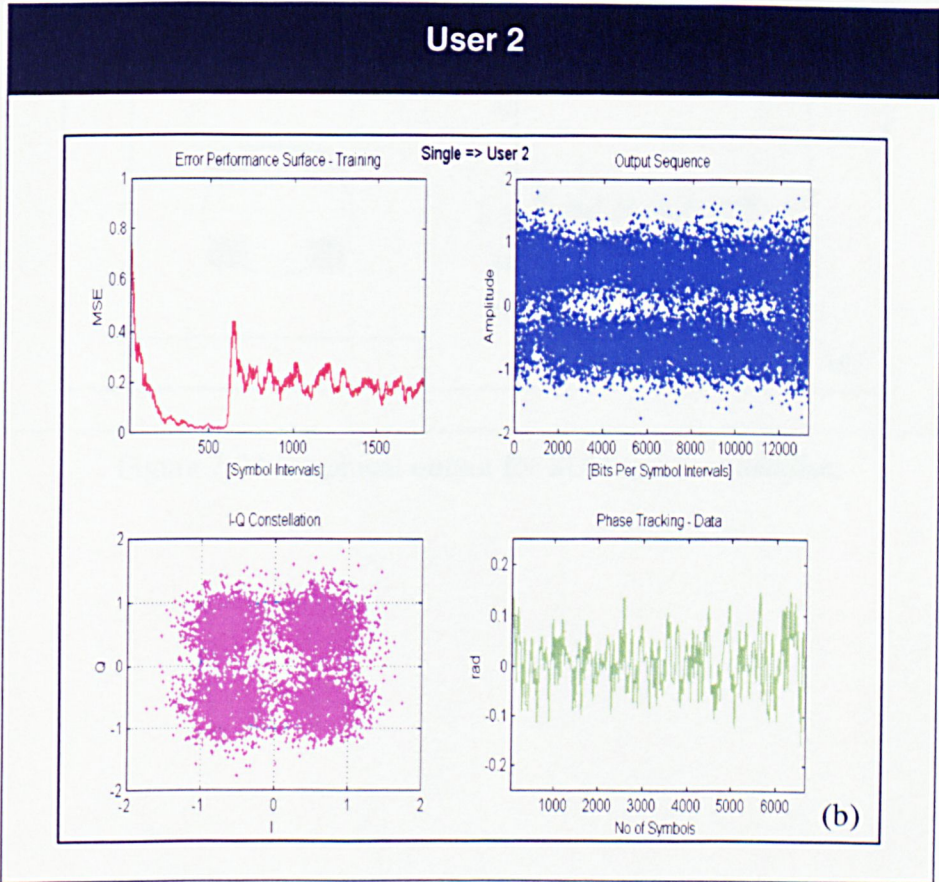 User 2
Single => User 2
Error Performance Surface - Training
1
0.8
0.6
0.4
0.2
0
MSE
500
1000
1500
[Symbol Intervals]
Output Sequence
2
1
0
-1
-2
Amplitude
0
2000
4000
6000
8000
10000
12000
[Bits Per Symbol Intervals]
I-Q Constellation
2
1
0
-1
-2
Q
-2
-1
0
1
2
I
Phase Tracking - Data
0.2
0.1
0
-0.1
-0.2
rad
1000
2000
3000
4000
5000
6000
No of Symbols
(b)